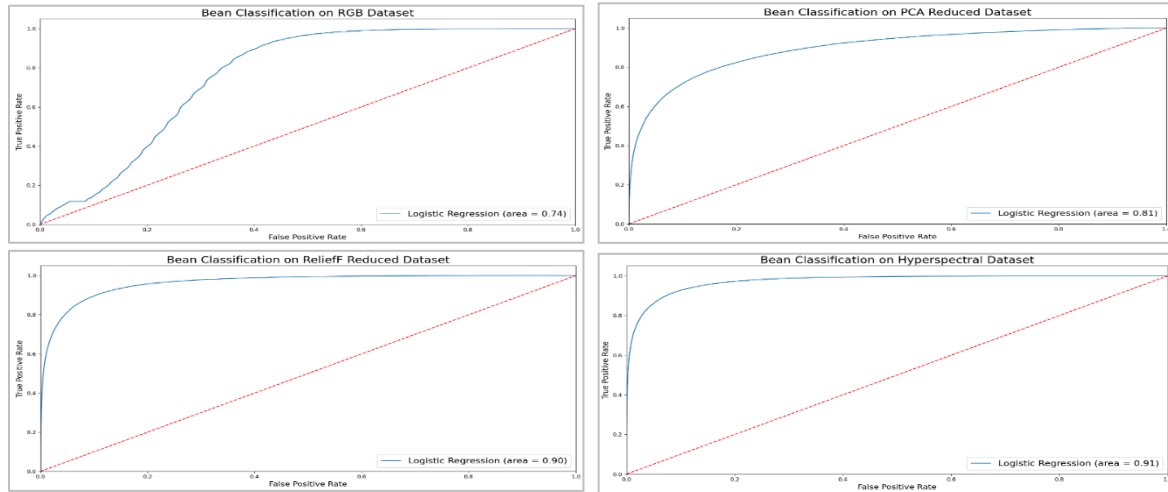 Bean Classification on RGB Dataset
1.0
0.8
0.6
0.4
0.2
0.0
True Positive Rate
Logistic Regression (area = 0.74)
0.0 0.2 0.4 0.6 0.8 1.0
False Positive Rate
Bean Classification on PCA Reduced Dataset
1.0
0.8
0.6
0.4
0.2
0.0
True Positive Rate
Logistic Regression (area = 0.81)
0.0 0.2 0.4 0.6 0.8 1.0
False Positive Rate
Bean Classification on ReliefF Reduced Dataset
1.0
0.8
0.6
0.4
0.2
0.0
True Positive Rate
Logistic Regression (area = 0.90)
0.0 0.2 0.4 0.6 0.8 1.0
False Positive Rate
Bean Classification on Hyperspectral Dataset
1.0
0.8
0.6
0.4
0.2
0.0
True Positive Rate
Logistic Regression (area = 0.91)
0.0 0.2 0.4 0.6 0.8 1.0
False Positive Rate